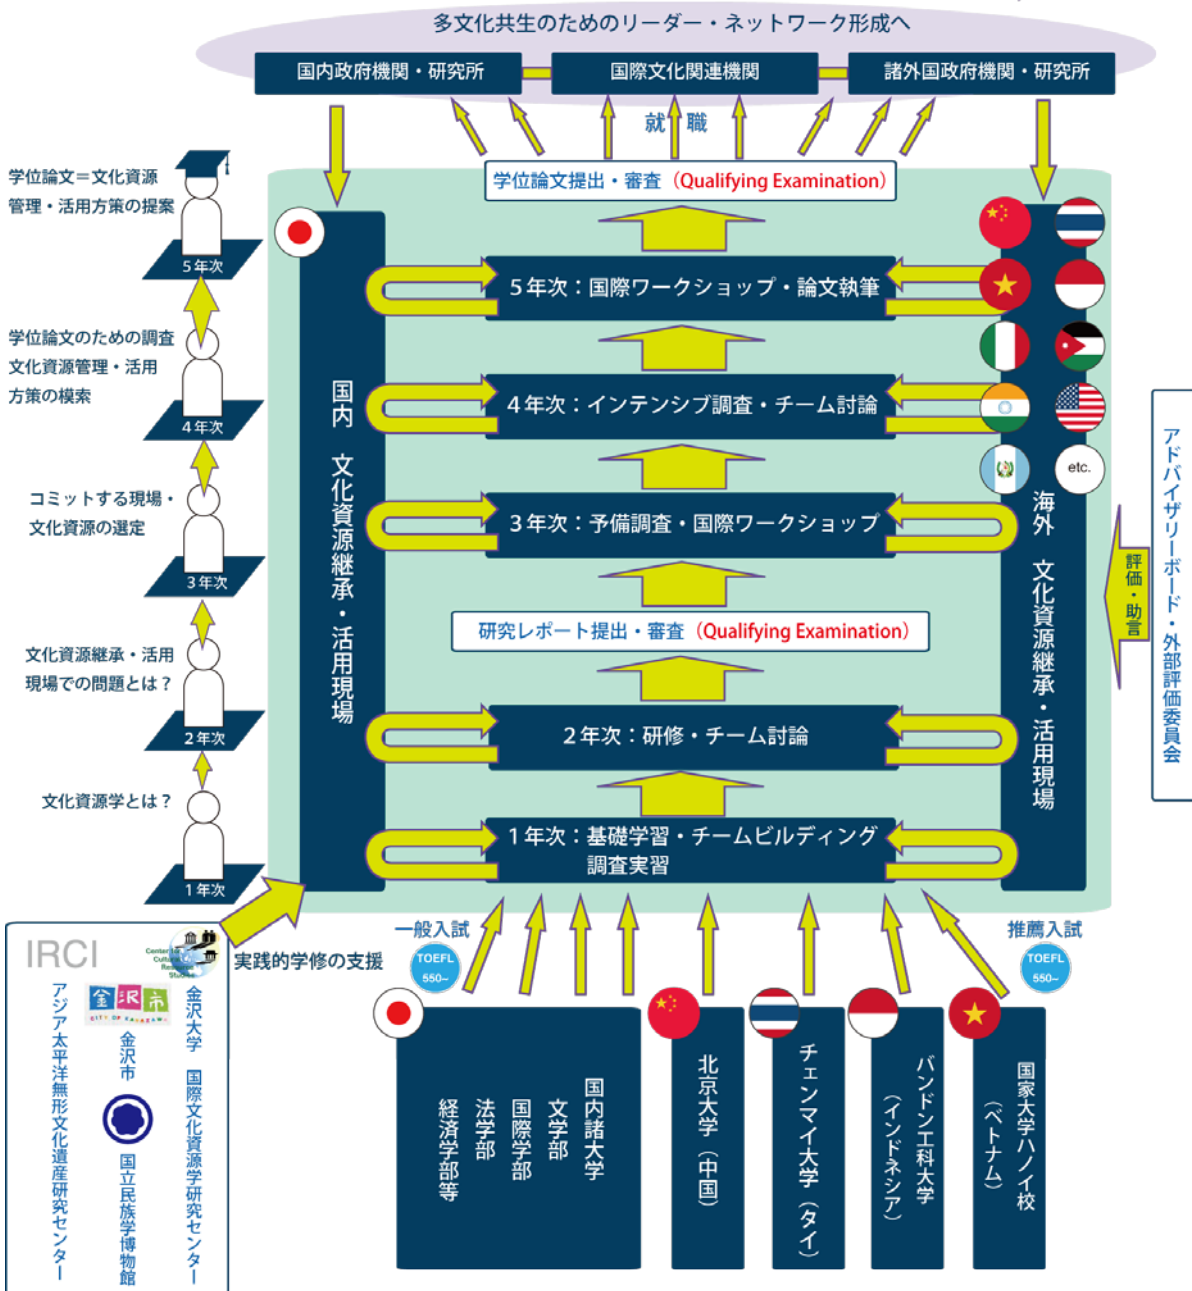 多文化共生のためのリーダー・ネットワーク形成へ
国内政府機関・研究所
国際文化関連機関
諸外国政府機関・研究所
就職
学位論文提出・審査（Qualifying Examination）
学位論文＝文化資源
管理・活用方策の提案
5年次
5年次：国際ワークショップ・論文執筆
学位論文のための調査
文化資源管理・活用
方策の模索
4年次
4年次：インテンシブ調査・チーム討論
コミットする現場・
文化資源の選定
3年次
3年次：予備調査・国際ワークショップ
研究レポート提出・審査（Qualifying Examination）
文化資源継承・活用
現場での問題とは？
2年次
2年次：研修・チーム討論
文化資源学とは？
1年次
1年次：基礎学習・チームビルディング
調査実習
国内　文化資源継承・活用現場
etc.
海外　文化資源継承・活用現場
評価・助言
アドバイザリーボード・外部評価委員会
実践的学修の支援
IRCI
アジア太平洋無形文化遺産研究センター
金沢市
CITY OF KANAZAWA
金沢市
国立民族学博物館
Center for
Cultural
Resource
Studies
金沢大学　国際文化資源学研究センター
一般入試
TOEFL
550~
推薦入試
TOEFL
550~
国内諸大学
文学部
国際学部
法学部
経済学部等
北京大学（中国）
チェンマイ大学（タイ）
バンドン工科大学
（インドネシア）
国家大学ハノイ校
（ベトナム）